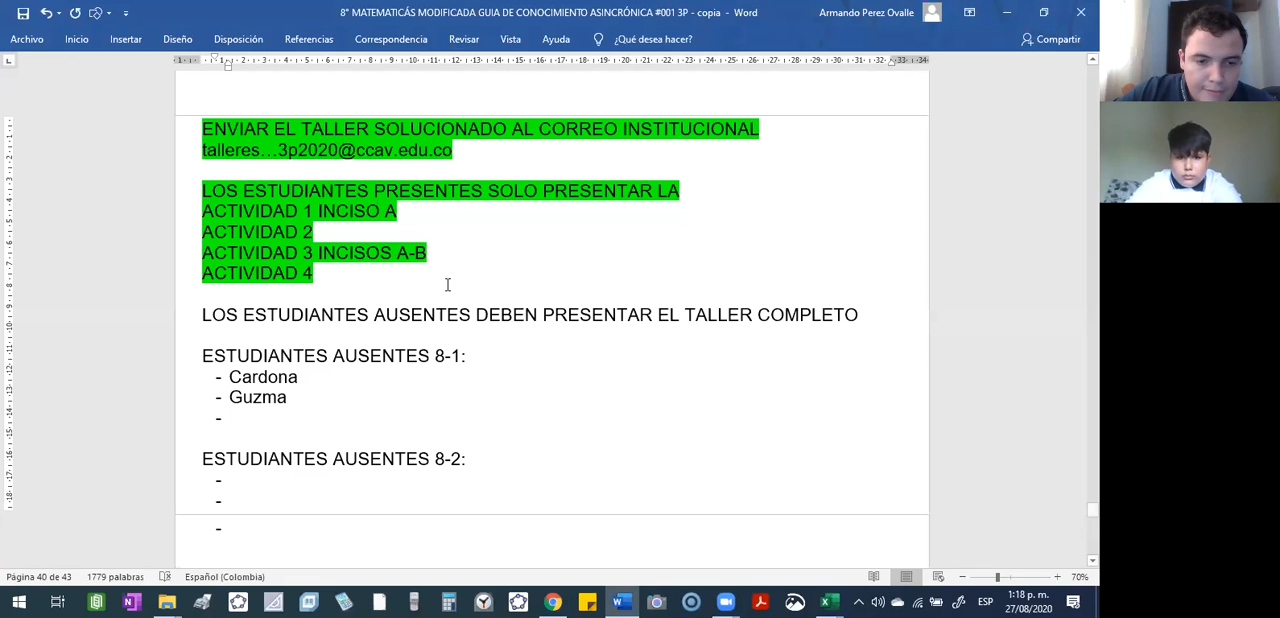 8° MATEMATICÁS MODIFICADA GUIA DE CONOCIMIENTO ASINCRÓNICA #001 3P - copia - Word
Armando Perez Ovalle
Archivo Inicio Insertar Diseño Disposición Referencias Correspondencia Revisar Vista Ayuda ¿Qué desea hacer? Compartir
ENVIAR EL TALLER SOLUCIONADO AL CORREO INSTITUCIONAL
talleres…3p2020@ccav.edu.co
LOS ESTUDIANTES PRESENTES SOLO PRESENTAR LA
ACTIVIDAD 1 INCISO A
ACTIVIDAD 2
ACTIVIDAD 3 INCISOS A-B
ACTIVIDAD 4
LOS ESTUDIANTES AUSENTES DEBEN PRESENTAR EL TALLER COMPLETO
ESTUDIANTES AUSENTES 8-1:
- Cardona
- Guzma
-
ESTUDIANTES AUSENTES 8-2:
-
-
-
Página 40 de 43 1779 palabras Español (Colombia) 70%
ESP 1:18 p. m.
27/08/2020